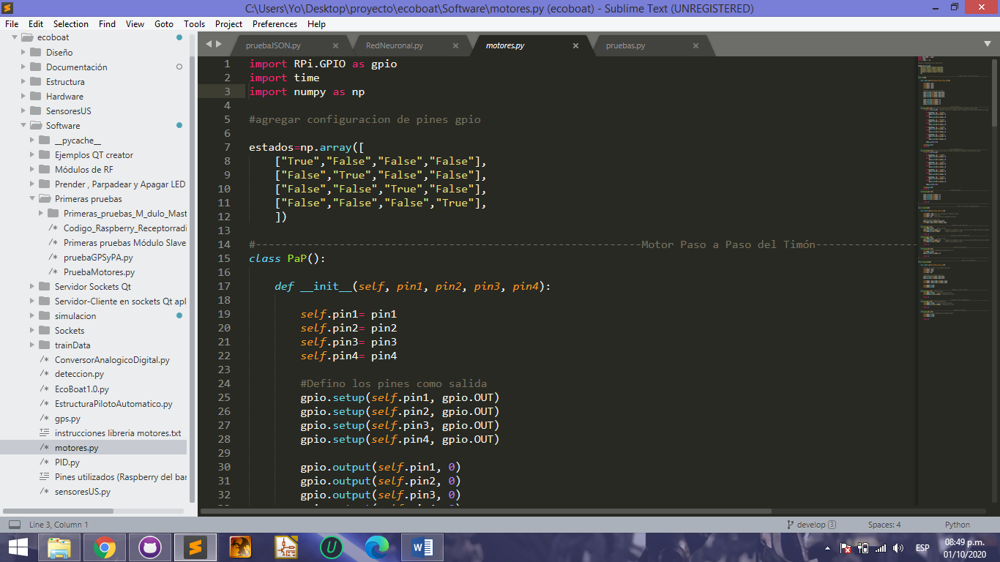 C:\Users\Yo\Desktop\proyecto\ecoboat\Software\motores.py (ecoboat) - Sublime Text (UNREGISTERED)
File Edit Selection Find View Goto Tools Project Preferences Help
ecoboat
Diseño
Documentación
Estructura
Hardware
SensoresUS
Software
__pycache__
Ejemplos QT creator
Módulos de RF
Prender , Parpadear y Apagar LED
Primeras pruebas
Primeras_pruebas_M_dulo_Mast
/* Codigo_Raspberry_Receptorradi
/* Primeras pruebas Módulo Slave
/* pruebaGPSyPA.py
/* PruebaMotores.py
Servidor Sockets Qt
Servidor-Cliente en sockets Qt apl
simulacion
Sockets
trainData
/* ConversorAnalogicoDigital.py
/* deteccion.py
/* EcoBoat1.0.py
/* EstructuraPilotoAutomatico.py
/* gps.py
instrucciones libreria motores.txt
/* motores.py
/* PID.py
Pines utilizados (Raspberry del bar
/* sensoresUS.py
pruebaJSON.py RedNeuronal.py motores.py pruebas.py
1 import RPi.GPIO as gpio
2 import time
3 import numpy as np
4
5 #agregar configuracion de pines gpio
6
7 estados=np.array([
8 ["True","False","False","False"],
9 ["False","True","False","False"],
10 ["False","False","True","False"],
11 ["False","False","False","True"],
12 ])
13
14 #------------------------------------------------------------Motor Paso a Paso del Timón----------------
15 class PaP():
16
17 def __init__(self, pin1, pin2, pin3, pin4):
18
19 self.pin1= pin1
20 self.pin2= pin2
21 self.pin3= pin3
22 self.pin4= pin4
23
24 #Defino los pines como salida
25 gpio.setup(self.pin1, gpio.OUT)
26 gpio.setup(self.pin2, gpio.OUT)
27 gpio.setup(self.pin3, gpio.OUT)
28 gpio.setup(self.pin4, gpio.OUT)
29
30 gpio.output(self.pin1, 0)
31 gpio.output(self.pin2, 0)
32 gpio.output(self.pin3, 0)
Line 3, Column 1 develop 3 Spaces: 4 Python
ESP
08:49 p.m.
01/10/2020